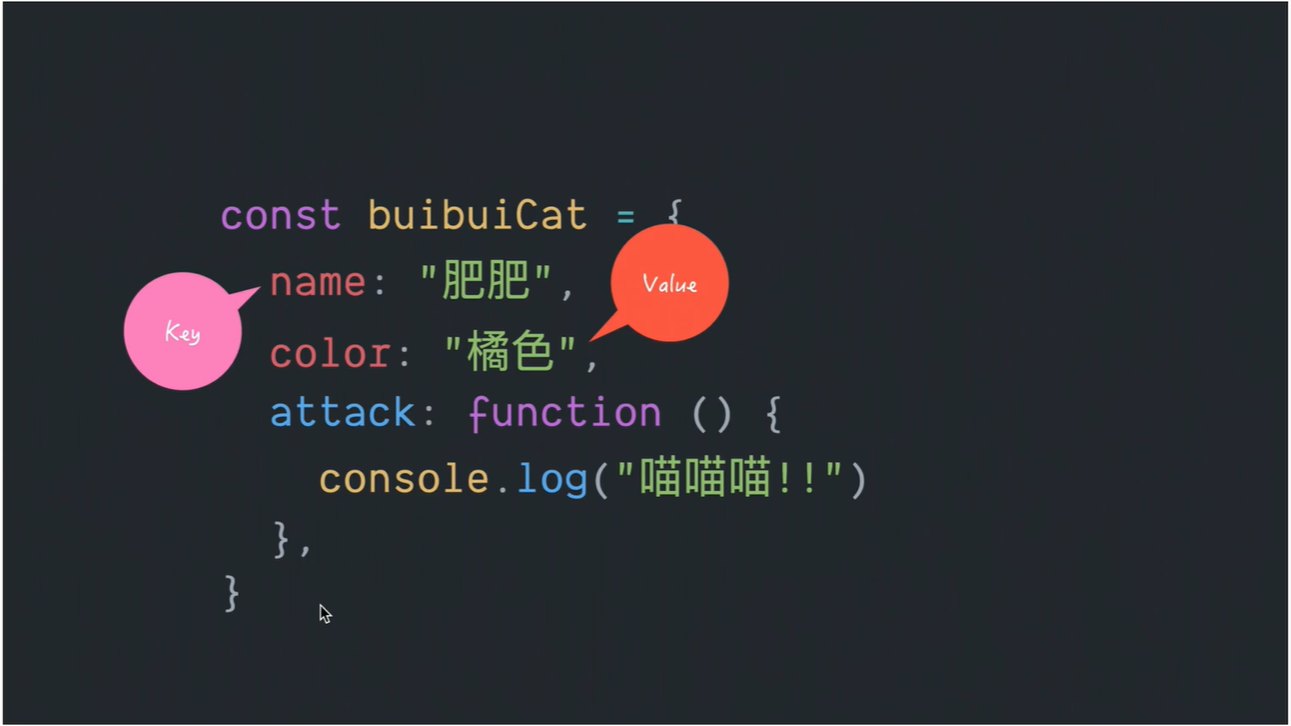 const buibuiCat = {
name: "肥肥",
Value
Key
color: "橘色",
attack: function () {
console.log("喵喵喵!!")
},
}